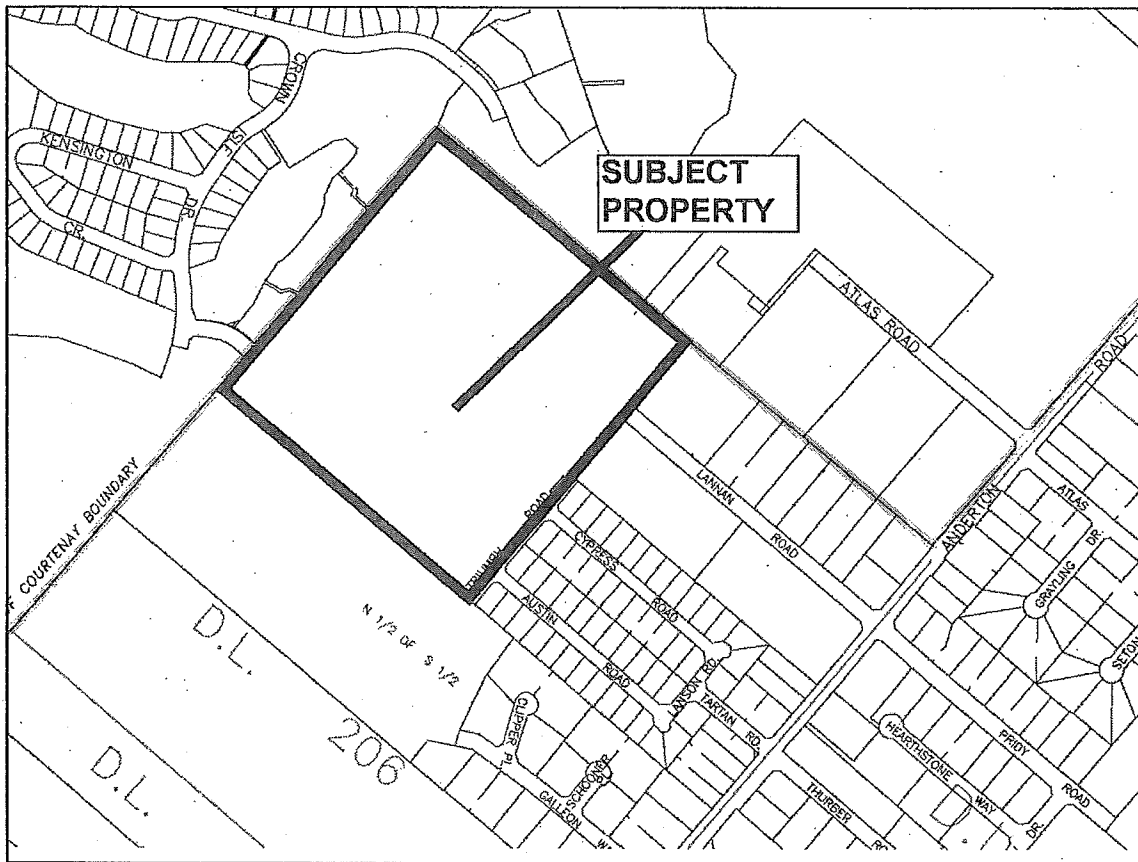 CROWN
ISLE
DR.
KENSINGTON
CR.
SUBJECT
PROPERTY
ATLAS ROAD
ANDERTON
ROAD
COURTENAY BOUNDARY
LANNAN
ROAD
ROAD
CYPRESS
ROAD
AUSTIN
ROAD
LANSON RD.
TARTAN
RD.
ATLAS
DR.
GRAYLING
SETON
PRIDY
ROAD
HEARTHSTONE
WAY
DR.
THURBER
N 1/2 OF S 1/2
D.L.
206
D.L.
D.
CLIPPER PL.
SCHOONER
PL.
GALLEON